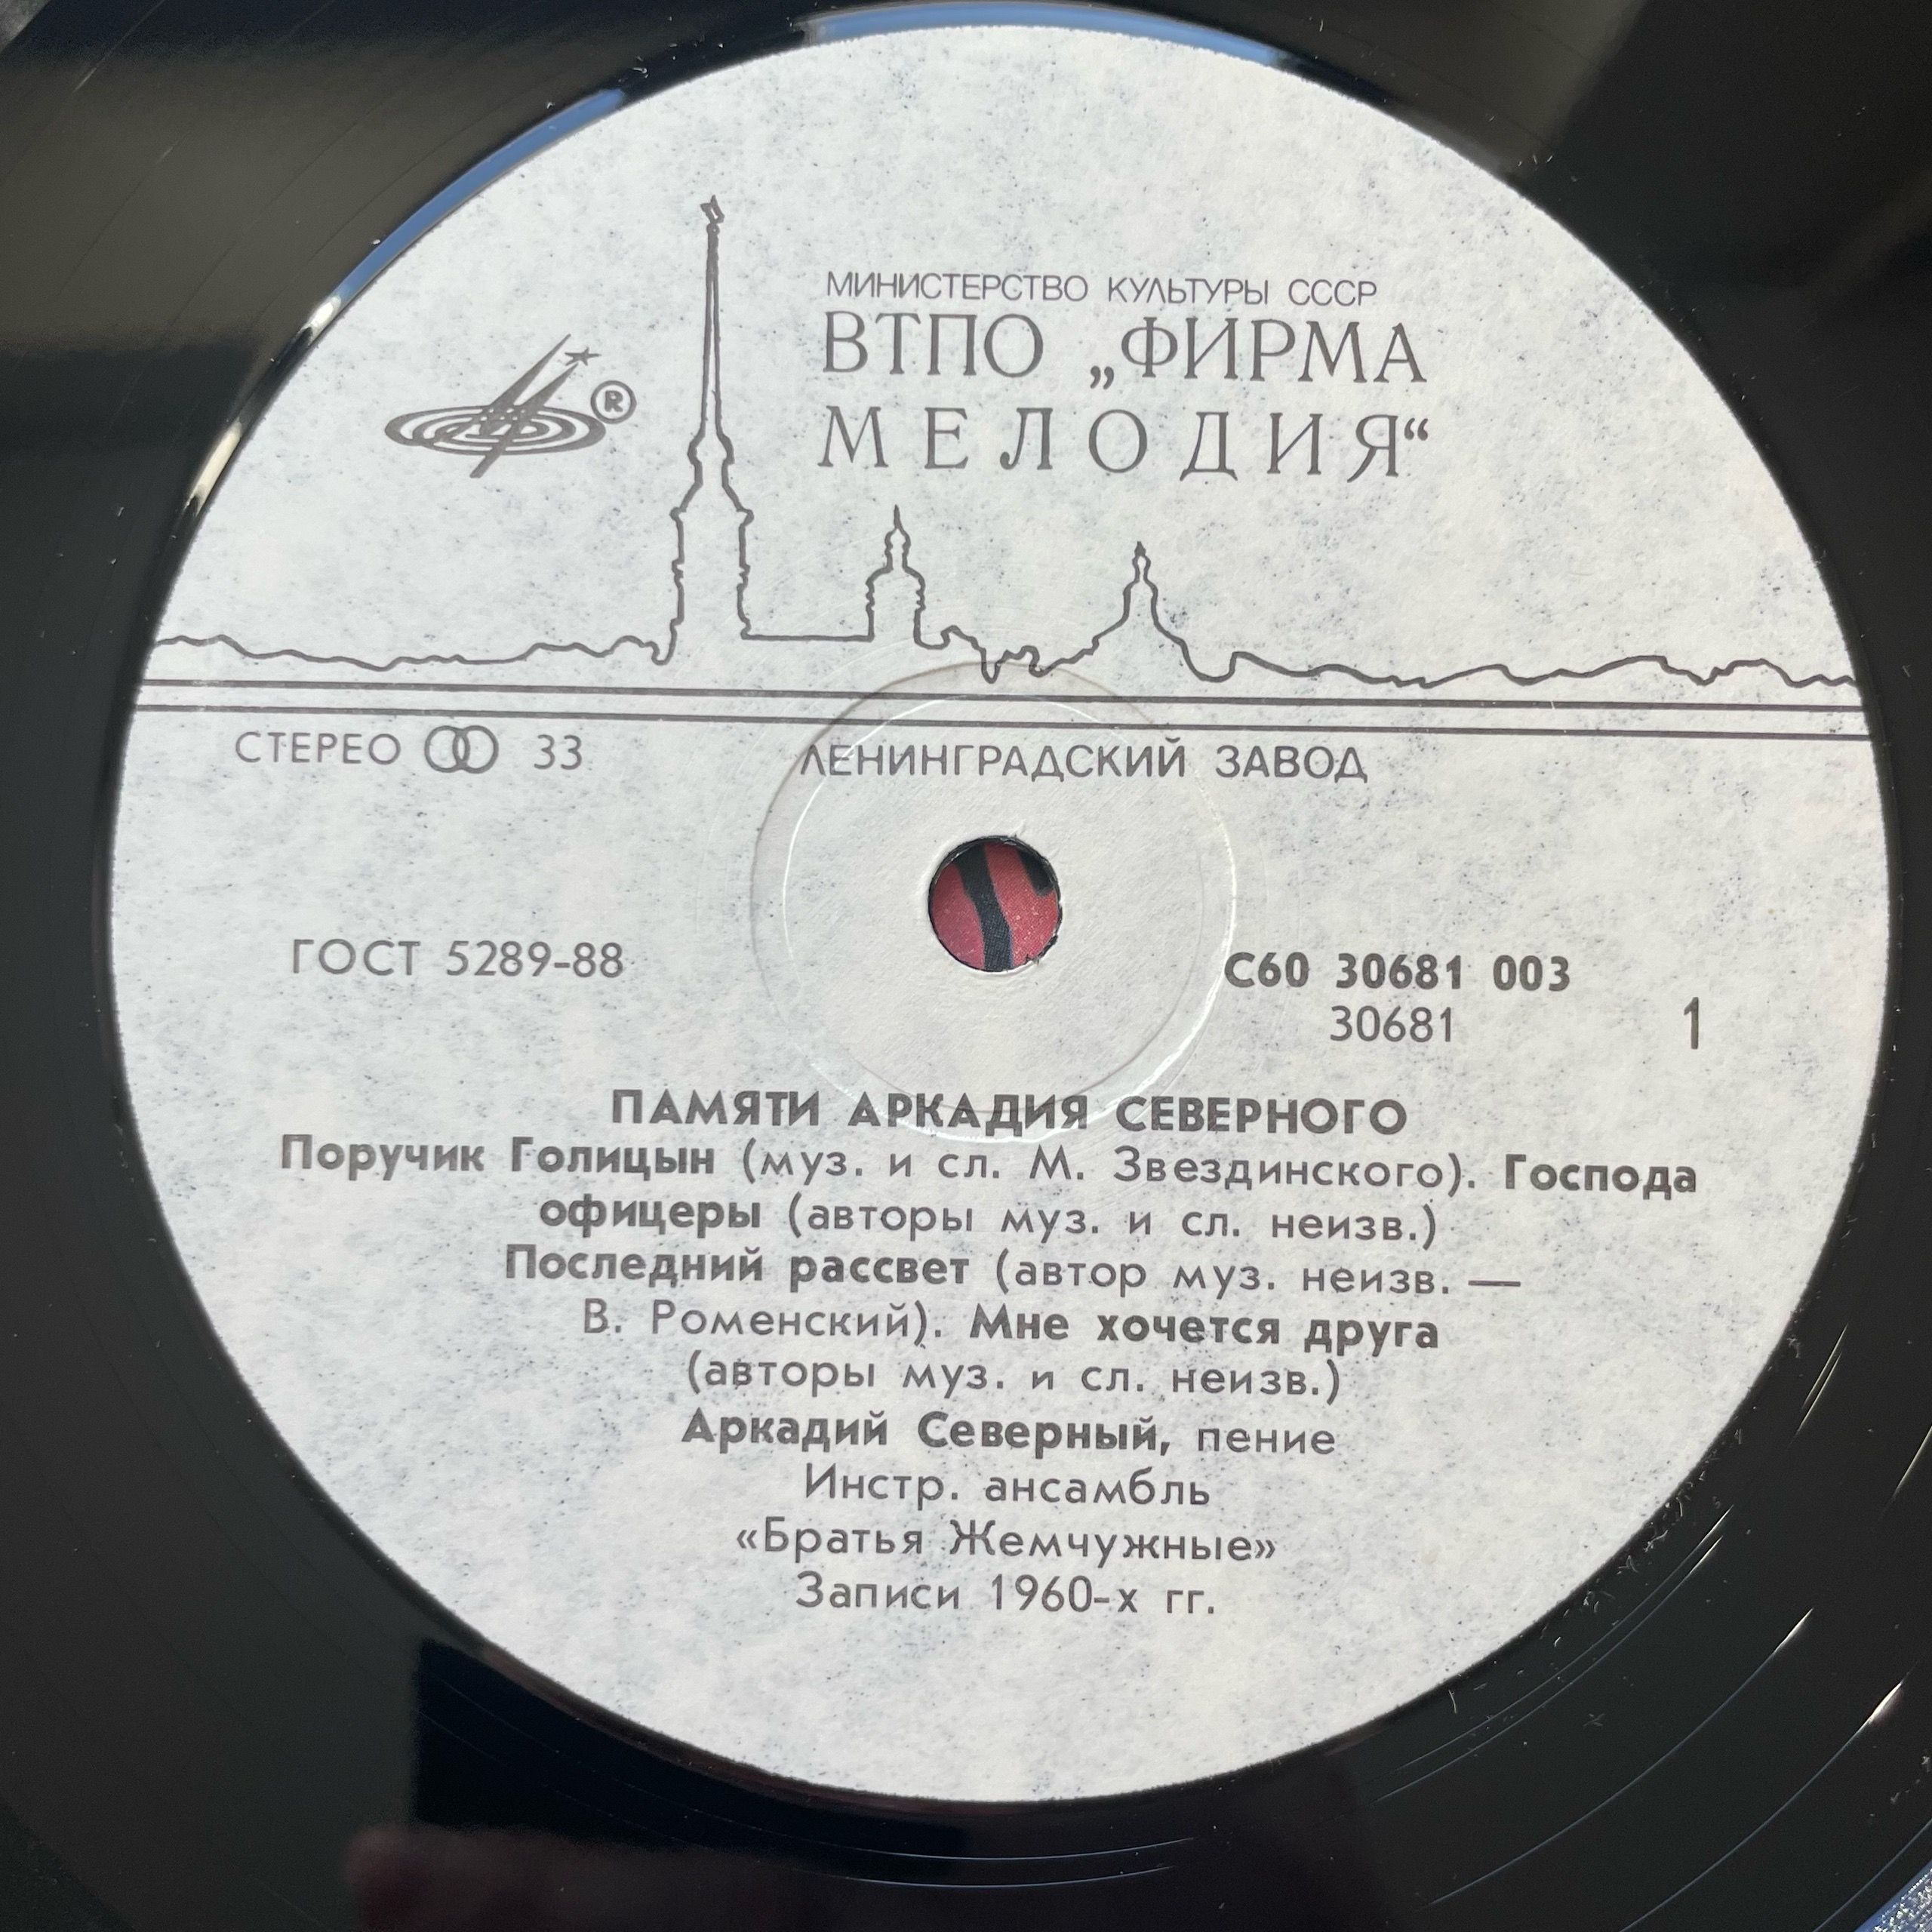 МИНИСТЕРСТВО КУЛЬТУРЫ СССР
ВТПО „ФИРМА
МЕЛОДИЯ“
®
СТЕРЕО 33
ЛЕНИНГРАДСКИЙ ЗАВОД
ГОСТ 5289-88
С60 30681 003
30681
1
ПАМЯТИ АРКАДИЯ СЕВЕРНОГО
Поручик Голицын (муз. и сл. М. Звездинского). Господа
офицеры (авторы муз. и сл. неизв.)
Последний рассвет (автор муз. неизв. —
В. Роменский). Мне хочется друга
(авторы муз. и сл. неизв.)
Аркадий Северный, пение
Инстр. ансамбль
«Братья Жемчужные»
Записи 1960-х гг.